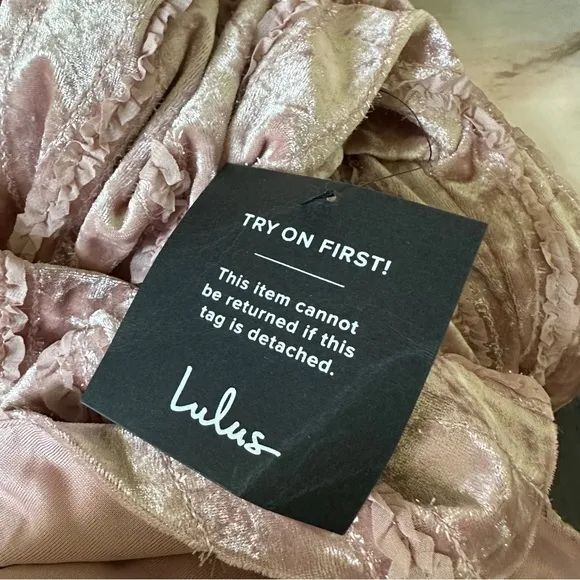 TRY ON FIRST!
This item cannot
be returned if this
tag is detached.
Lulus